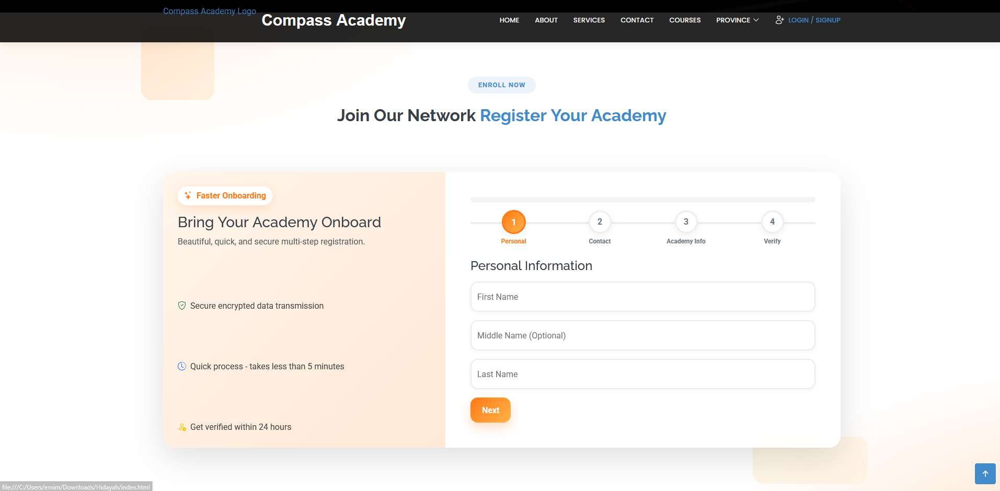 Compass Academy Logo
Compass Academy
HOME
ABOUT
SERVICES
CONTACT
COURSES
PROVINCE
LOGIN / SIGNUP
ENROLL NOW
Join Our Network Register Your Academy
Faster Onboarding
Bring Your Academy Onboard
Beautiful, quick, and secure multi-step registration.
Secure encrypted data transmission
Quick process - takes less than 5 minutes
Get verified within 24 hours
1
2
3
4
Personal
Contact
Academy Info
Verify
Personal Information
First Name
Middle Name (Optional)
Last Name
Next
file:///C:/Users/emirn/Downloads/Hidayah/index.html